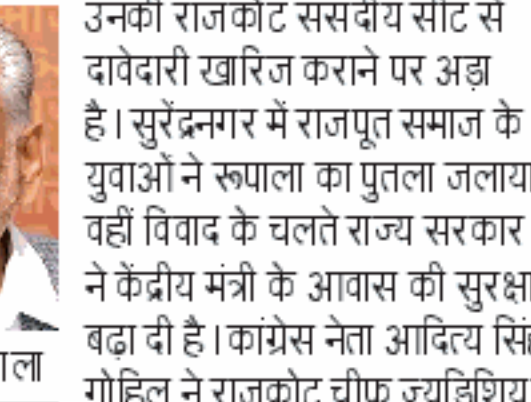 उनकी राजकोट संसदीय सीट से
दावेदारी खारिज कराने पर अड़ा
है। सुरेंद्रनगर में राजपूत समाज के
युवाओं ने रूपाला का पुतला जलाया
वहीं विवाद के चलते राज्य सरकार
ने केंद्रीय मंत्री के आवास की सुरक्षा
बढ़ा दी है। कांग्रेस नेता आदित्य
गोहिल ने राजकोट चीफ